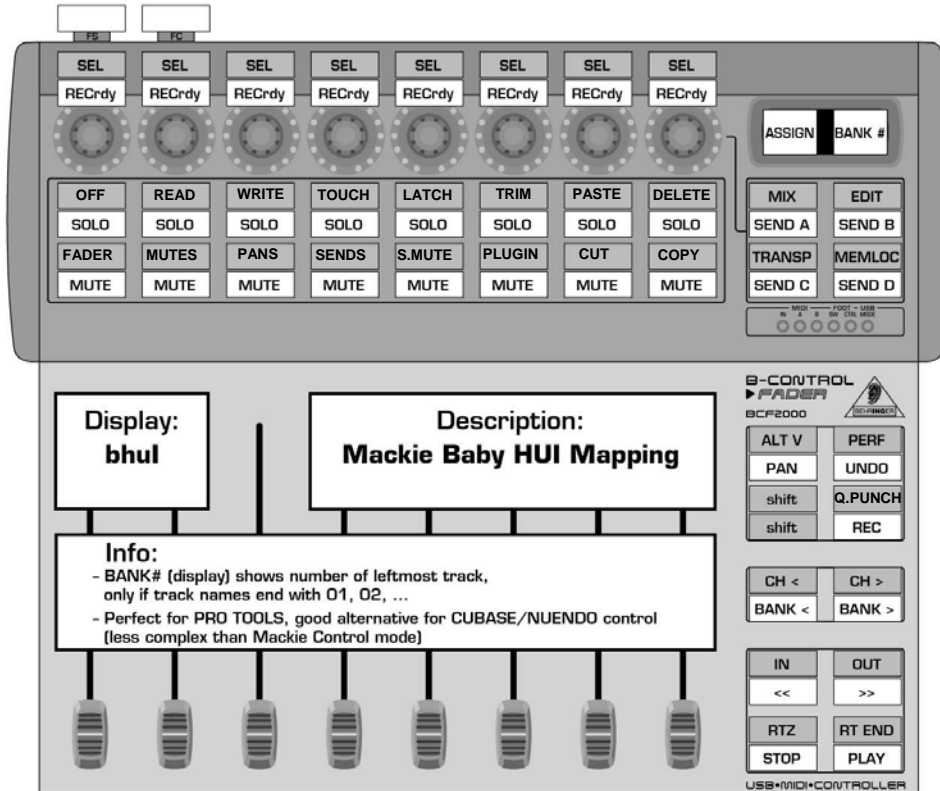 FS FC
SEL SEL SEL SEL SEL SEL SEL SEL
RECrdy RECrdy RECrdy RECrdy RECrdy RECrdy RECrdy RECrdy
ASSIGN BANK #
OFF READ WRITE TOUCH LATCH TRIM PASTE DELETE
SOLO SOLO SOLO SOLO SOLO SOLO SOLO SOLO
FADER MUTES PANS SENDS S.MUTE PLUGIN CUT COPY
MUTE MUTE MUTE MUTE MUTE MUTE MUTE MUTE
MIX EDIT
SEND A SEND B
TRANSP MEMLOC
SEND C SEND D
MIDI FOOT USB
IN A B SW CTRL MODE
B-CONTROL
FADER
BCF2000
BEHRINGER
Display:
bhuI
Description:
Mackie Baby HUI Mapping
Info:
- BANK# (display) shows number of leftmost track,
only if track names end with 01, 02, ...
- Perfect for PRO TOOLS, good alternative for CUBASE/NUENDO control
(less complex than Mackie Control mode)
ALT V PERF
PAN UNDO
shift Q.PUNCH
shift REC
CH < CH >
BANK < BANK >
IN OUT
<< >>
RTZ RT END
STOP PLAY
USB•MIDI•CONTROLLER